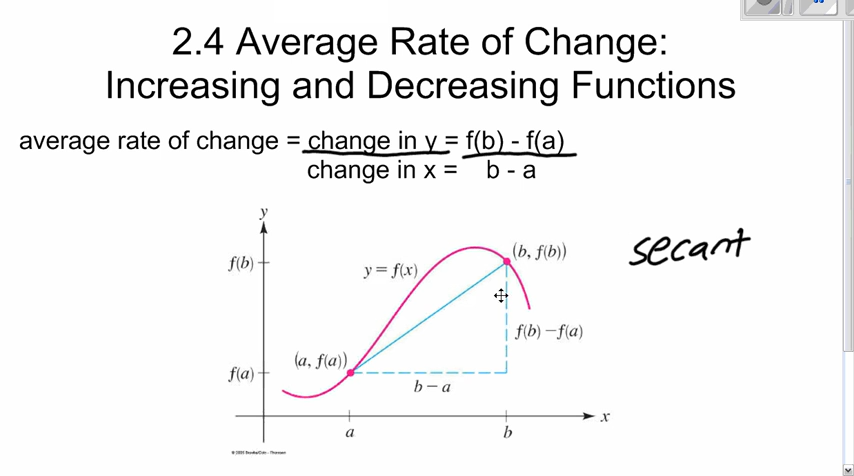 2.4 Average Rate of Change:
Increasing and Decreasing Functions
average rate of change = change in y = f(b) - f(a)
change in x = b - a
y
f(b)
y = f(x)
(b, f(b))
secant
f(b) − f(a)
(a, f(a))
f(a)
b − a
x
a
b